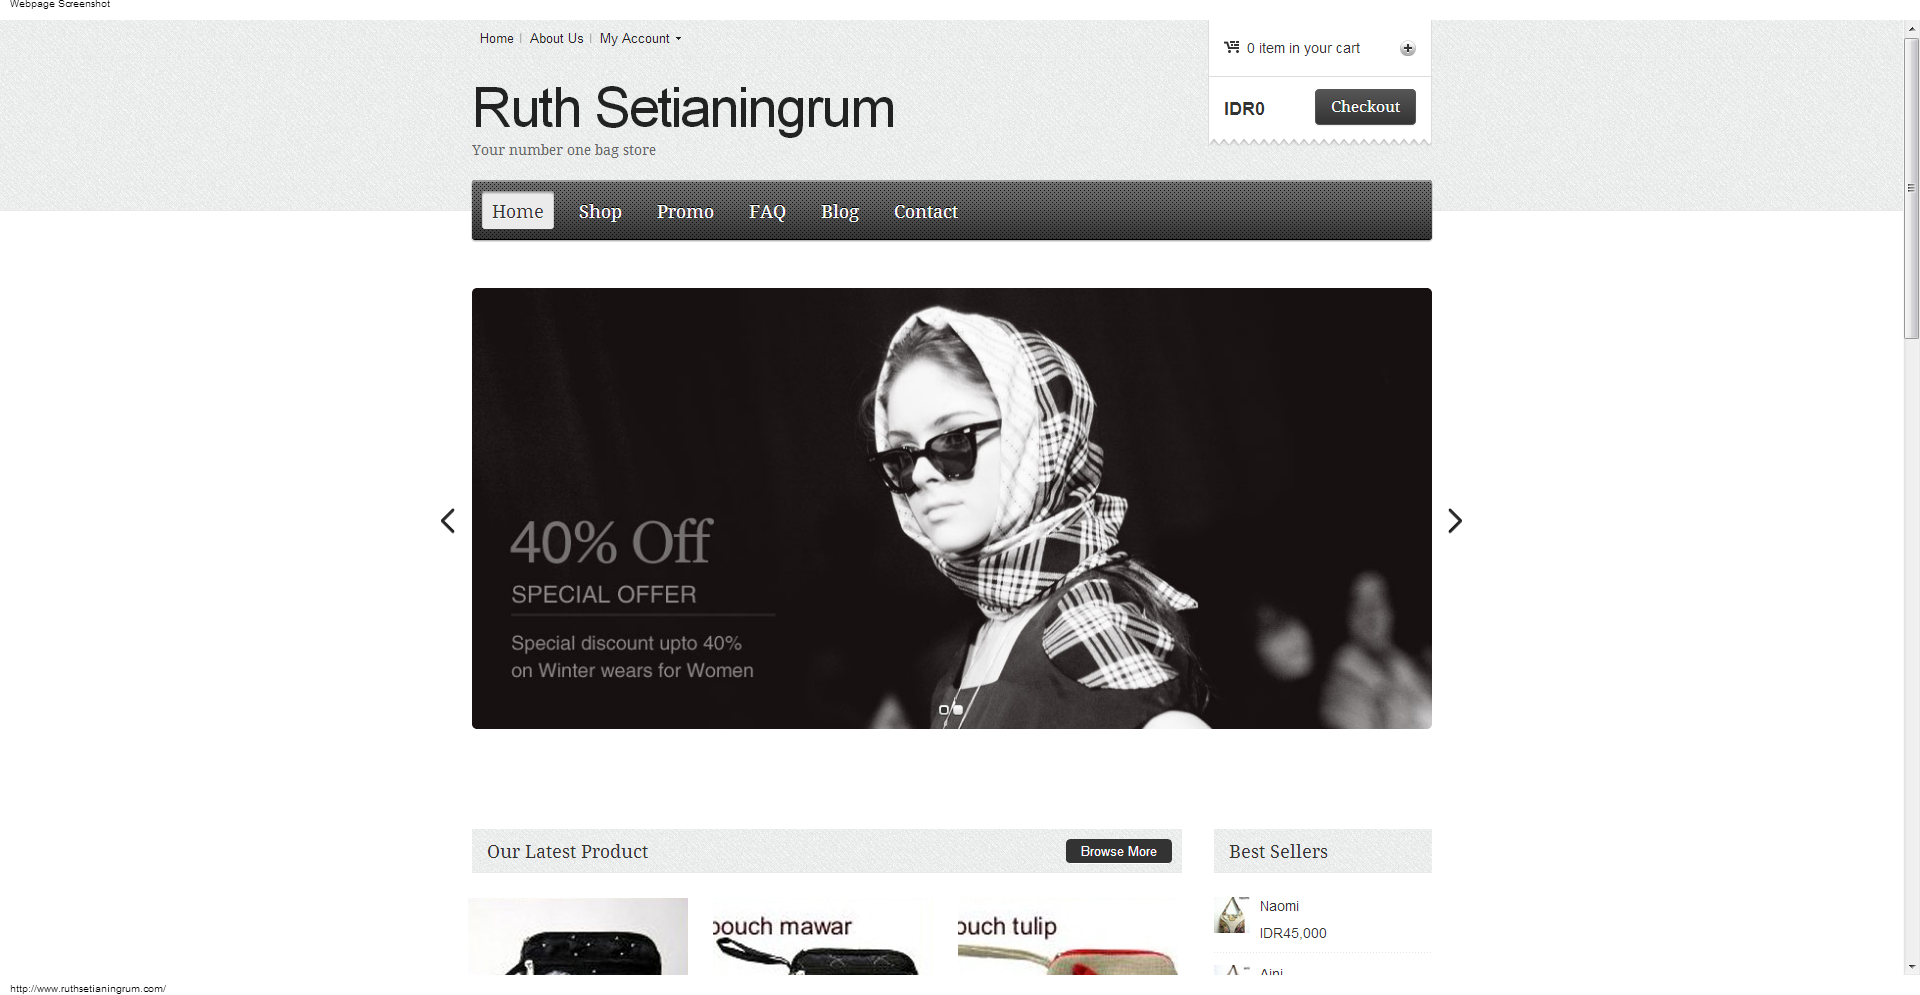 Webpage Screenshot
Home
About Us
My Account
0 item in your cart
Ruth Setianingrum
IDR0
Checkout
Your number one bag store
Home
Shop
Promo
FAQ
Blog
Contact
40% Off
SPECIAL OFFER
Special discount upto 40%
on Winter wears for Women
Our Latest Product
Browse More
Best Sellers
pouch mawar
ouch tulip
Naomi
IDR45,000
Aini
http://www.ruthsetianingrum.com/